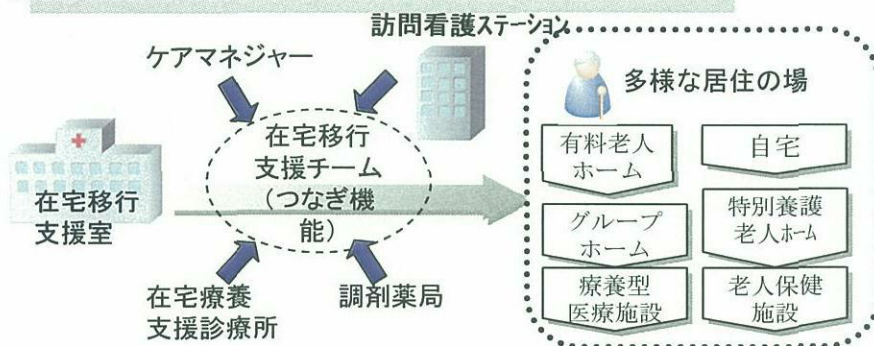 訪問看護ステーション
ケアマネジャー
在宅移行
支援チーム
(つなぎ機
能)
在宅移行
支援室
在宅療養
支援診療所
調剤薬局
多様な居住の場
有料老人
ホーム
自宅
グループ
ホーム
特別養護
老人ホーム
療養型
医療施設
老人保健
施設